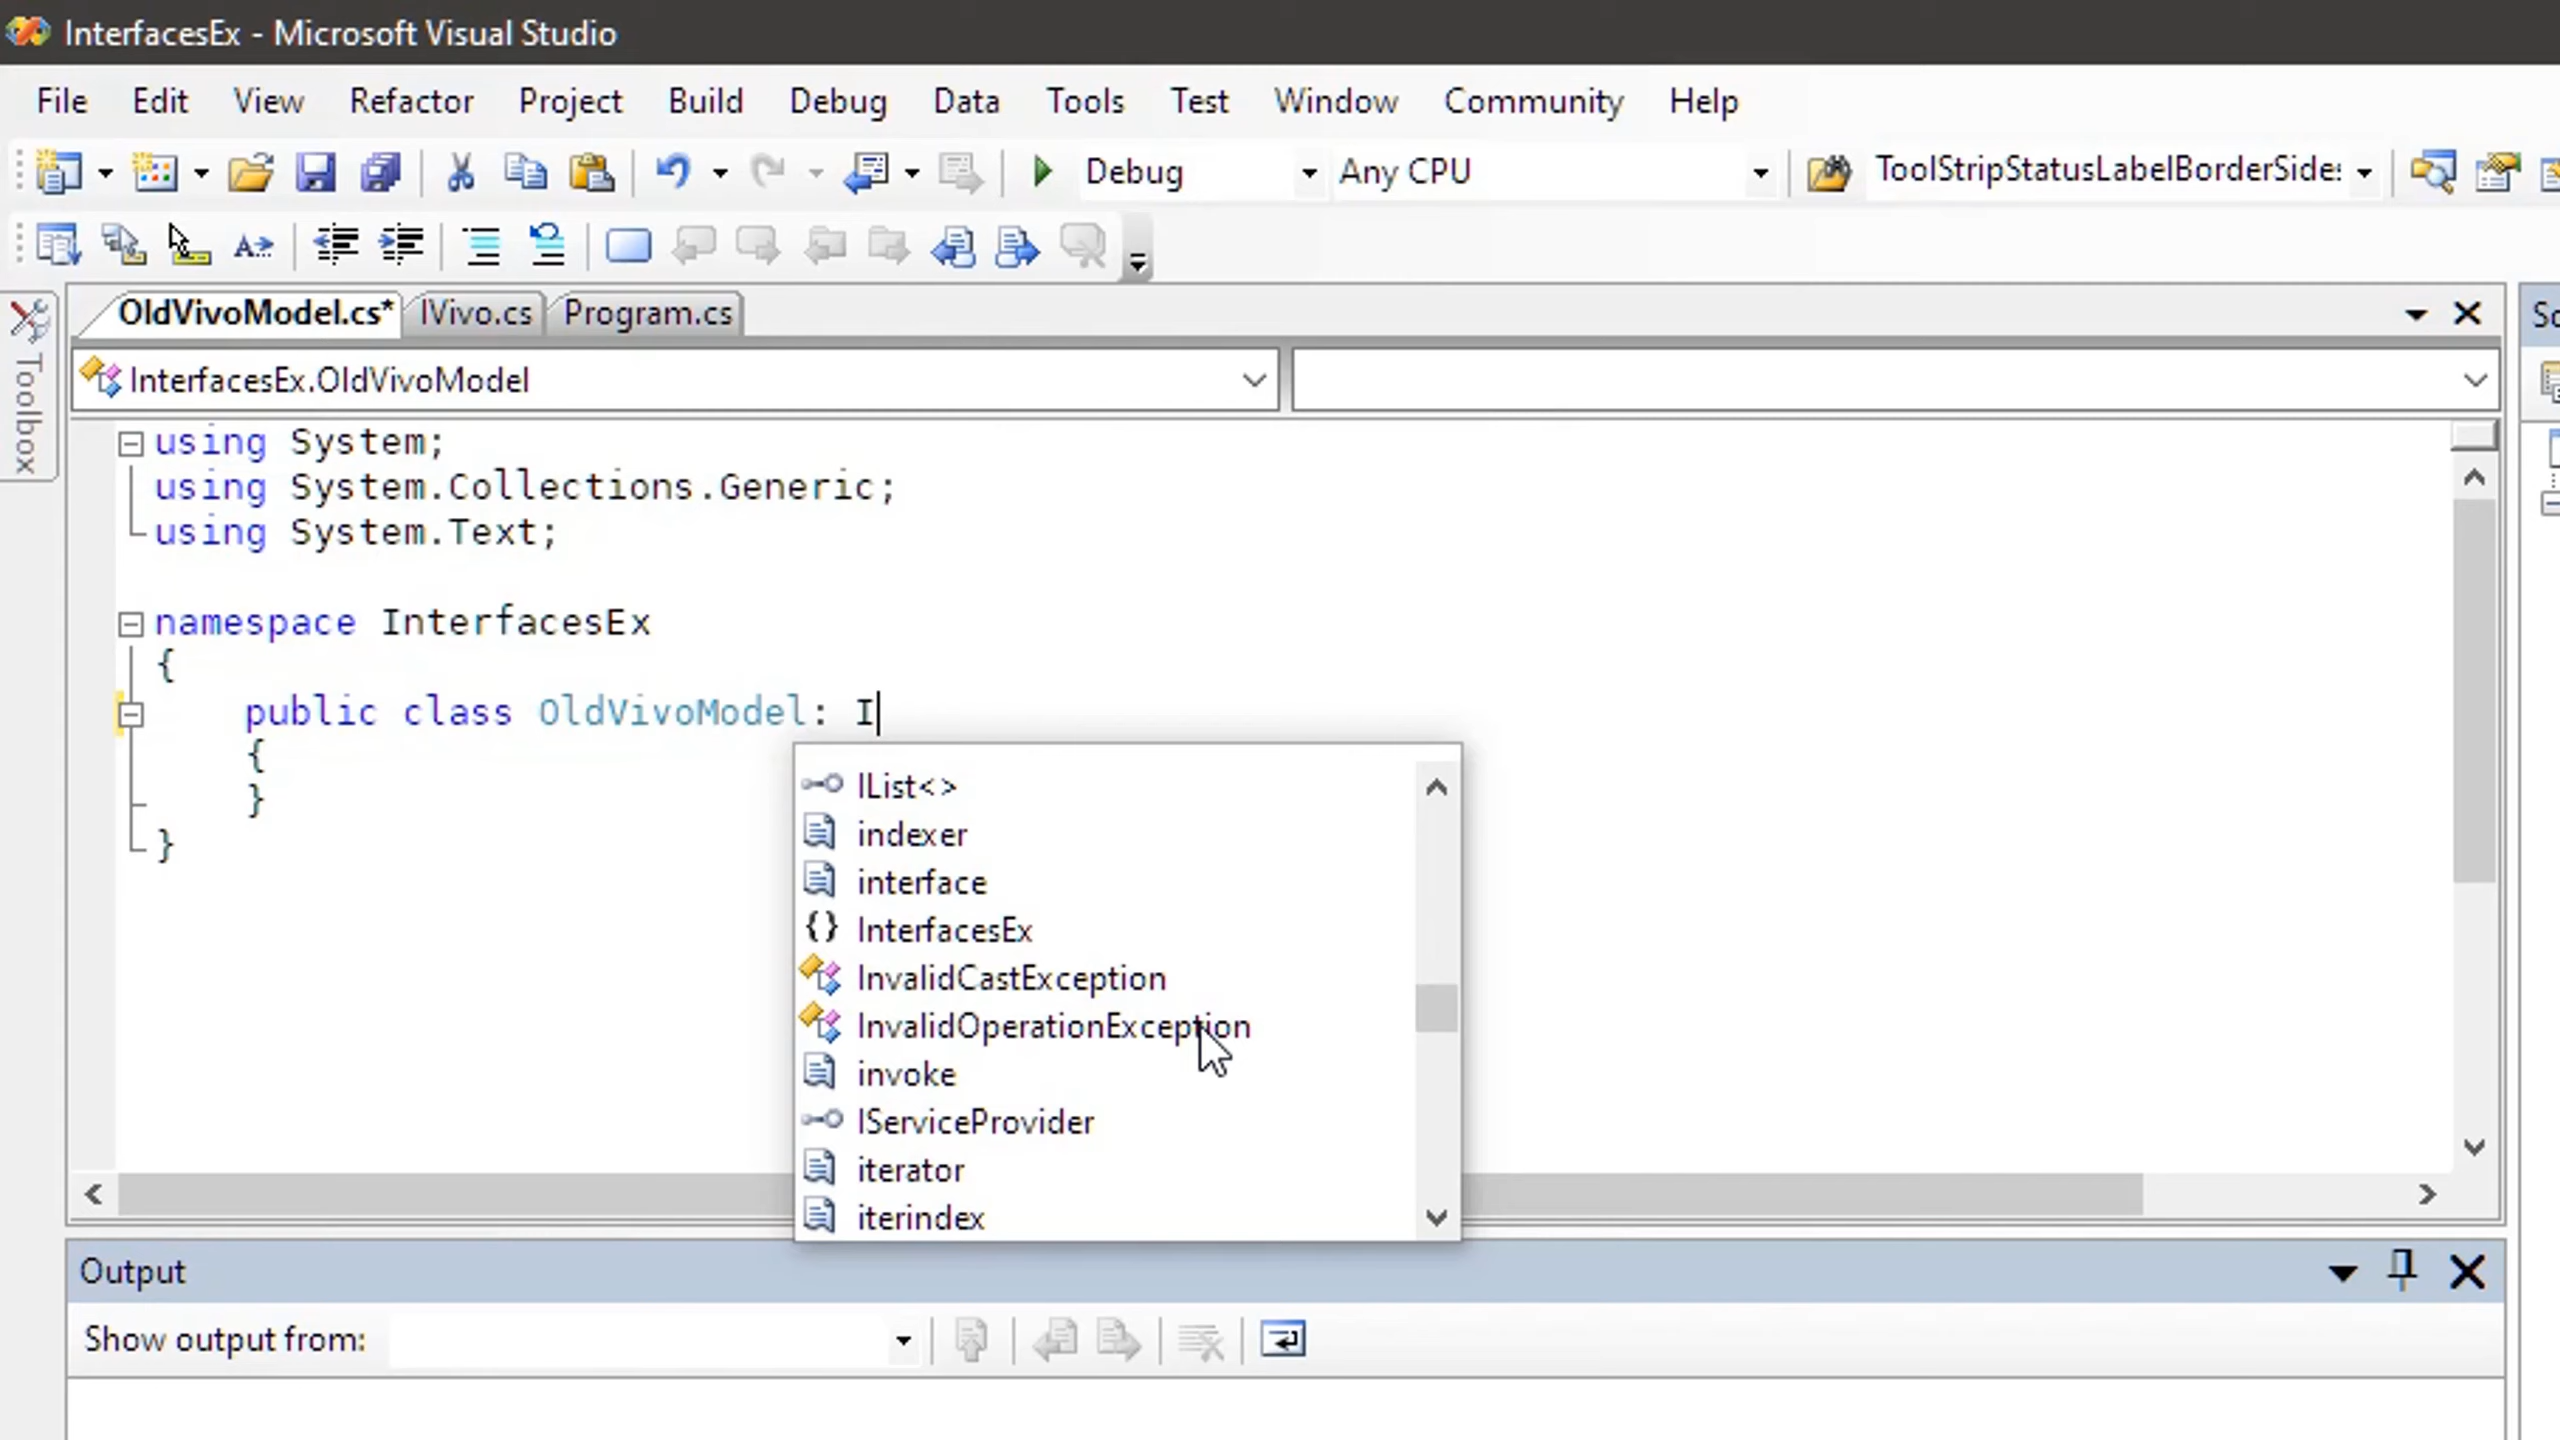 InterfacesEx - Microsoft Visual Studio
File Edit View Refactor Project Build Debug Data Tools Test Window Community Help
Debug Any CPU ToolStripStatusLabelBorderSides
OldVivoModel.cs* IVivo.cs Program.cs
Toolbox
InterfacesEx.OldVivoModel
using System;
using System.Collections.Generic;
using System.Text;
namespace InterfacesEx
{
public class OldVivoModel: I
{
}
}
IList<>
indexer
interface
{} InterfacesEx
InvalidCastException
InvalidOperationException
invoke
IServiceProvider
iterator
iterindex
Output
Show output from: